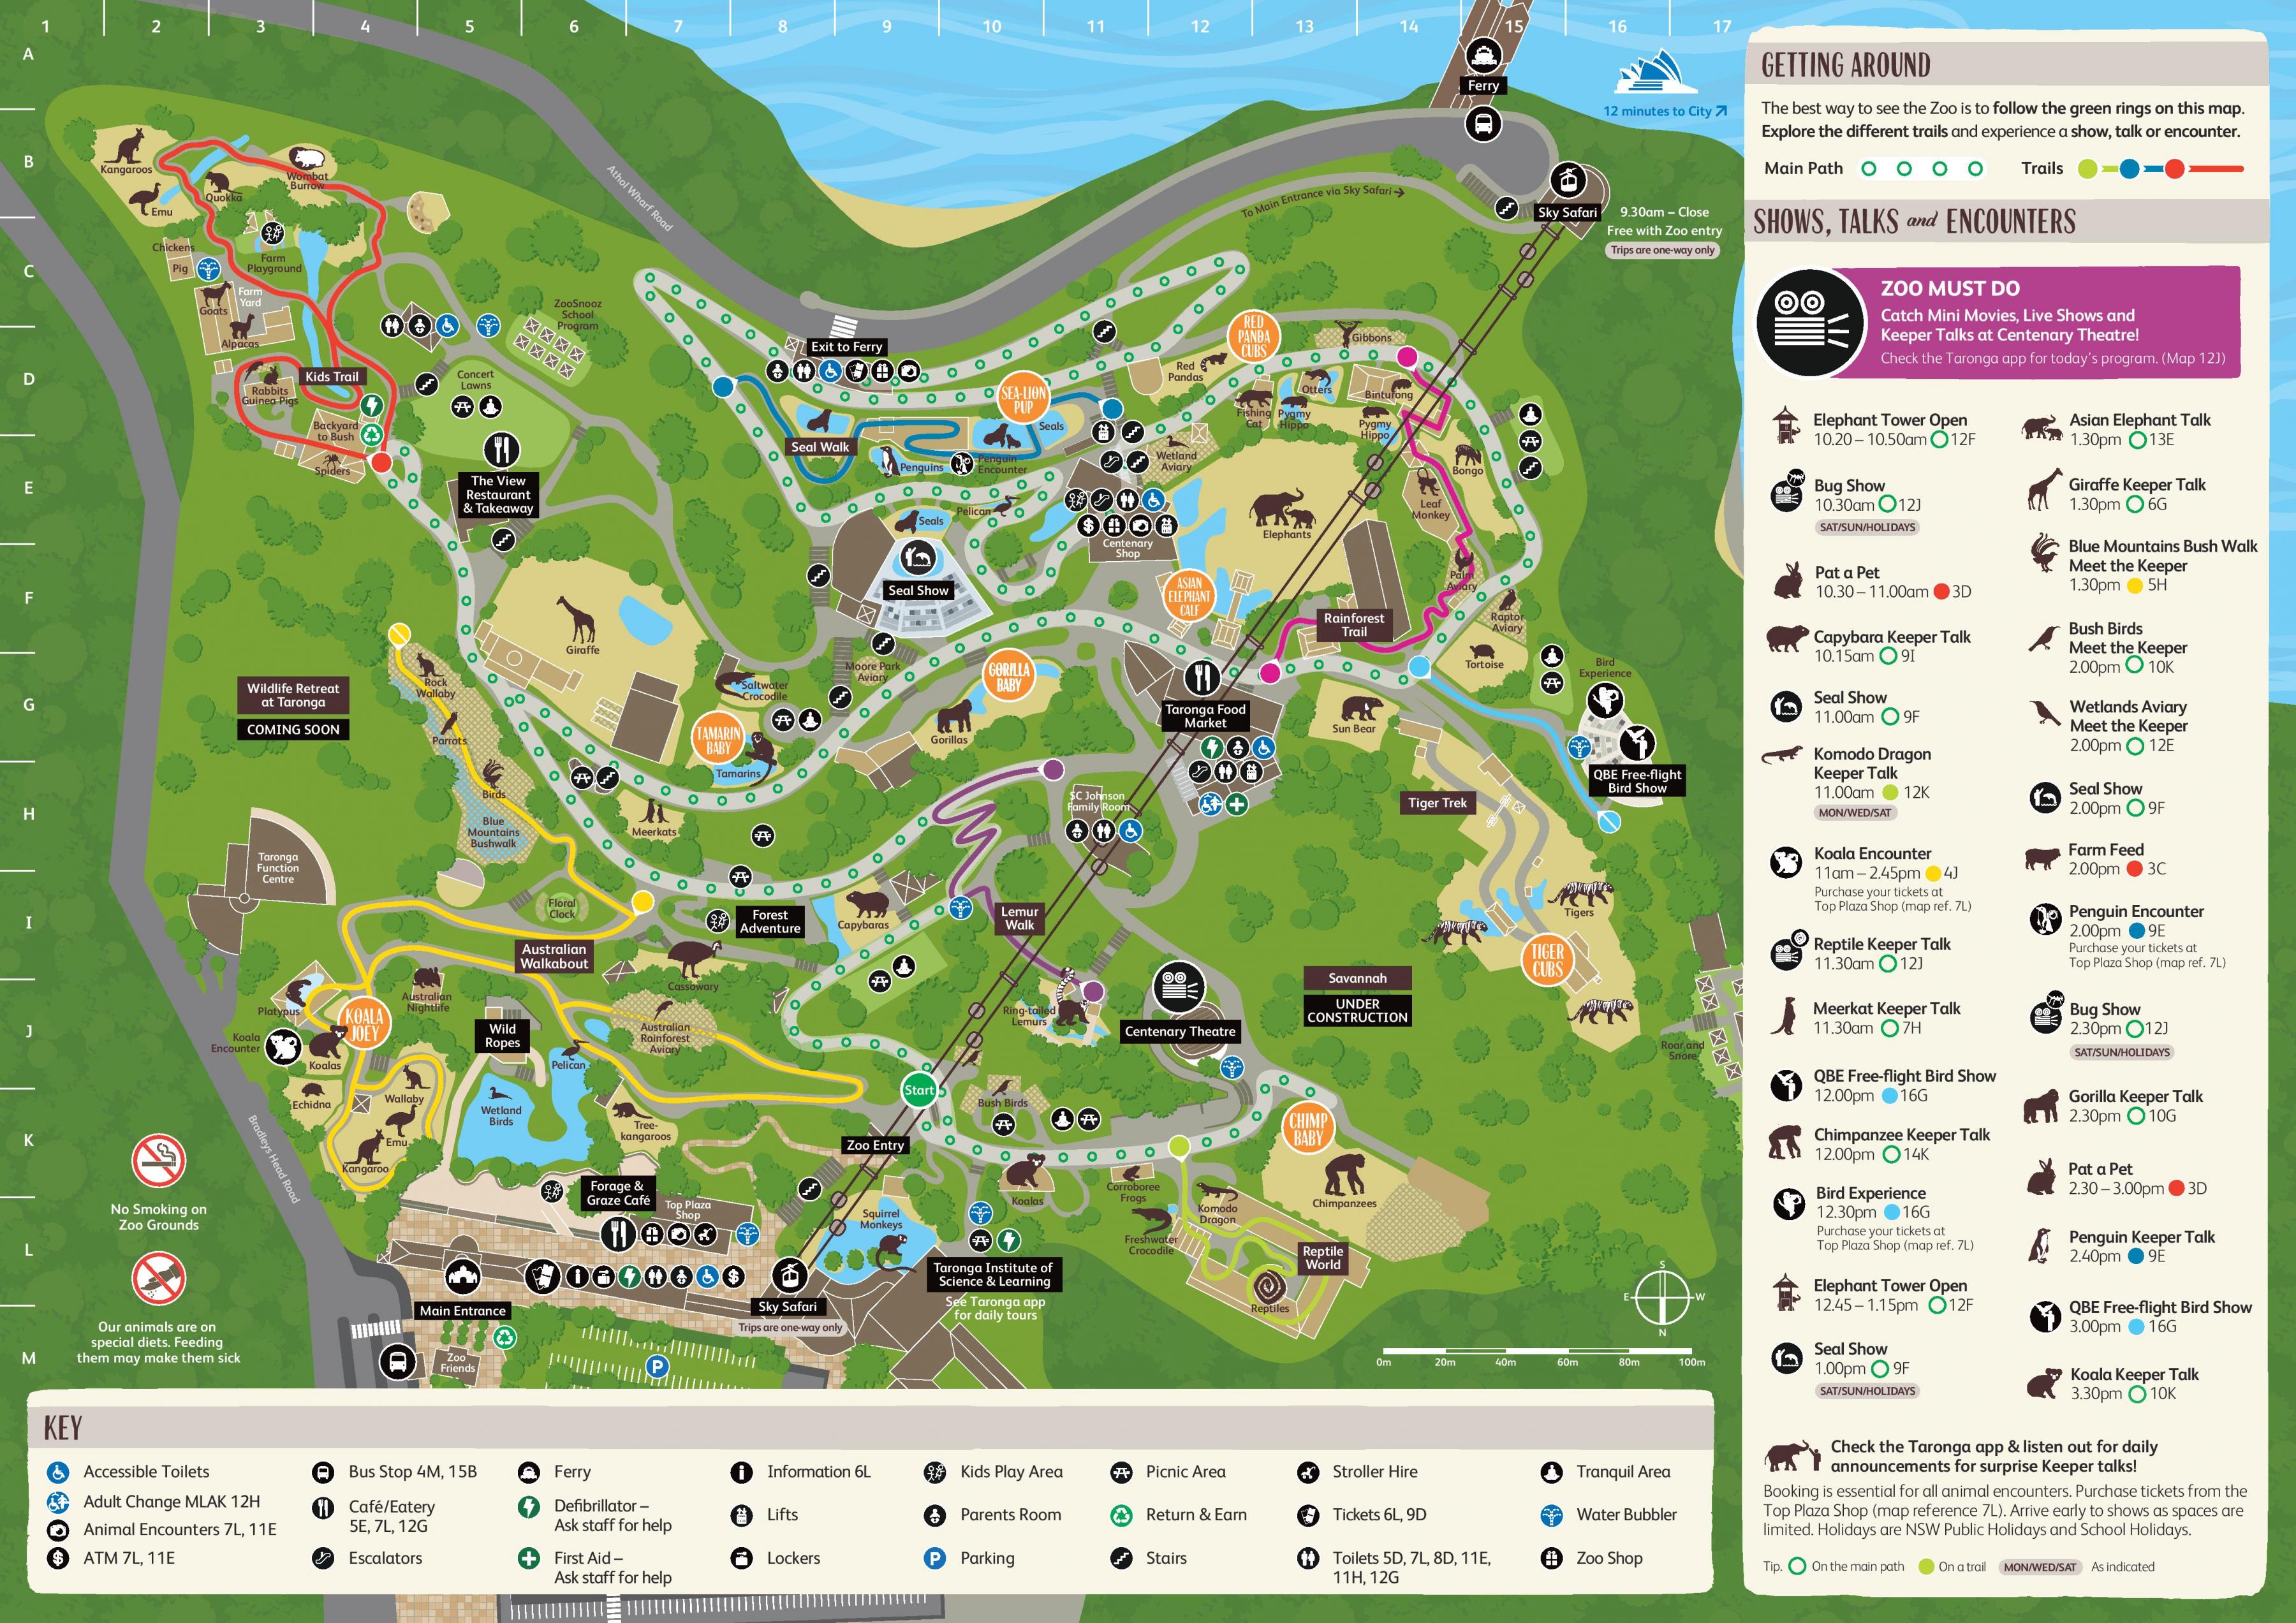 1 2 3 4 5 6 7 8 9 10 11 12 13 14 15 16 17
A
B
C
D
E
F
G
H
I
J
K
L
M
Ferry
12 minutes to City
Athol Wharf Road
To Main Entrance via Sky Safari
Sky Safari
9.30am – Close
Free with Zoo entry
Trips are one-way only
Kangaroos
Wombat
Burrow
Quokka
Emu
Chickens
Pig
Farm
Playground
Farm
Yard
Goats
Alpacas
ZooSnooz
School
Program
Kids Trail
Rabbits
Guinea Pigs
Concert
Lawns
Backyard
to Bush
Spiders
The View
Restaurant
& Takeaway
Exit to Ferry
RED
PANDA
CUBS
Gibbons
Red
Pandas
Otters
Binturong
Fishing
Cat
Pygmy
Hippo
Pygmy
Hippo
SEA-LION
PUP
Seals
Seal Walk
Penguins
Penguin
Encounter
Wetland
Aviary
Bongo
Pelican
Seals
Elephants
Leaf
Monkey
Centenary
Shop
Seal Show
ASIAN
ELEPHANT
CALF
Palm
Aviary
Raptor
Aviary
Rainforest
Trail
Giraffe
Moore Park
Aviary
Saltwater
Crocodile
GORILLA
BABY
Tortoise
Bird
Experience
Rock
Wallaby
Wildlife Retreat
at Taronga
COMING SOON
Parrots
TAMARIN
BABY
Tamarins
Gorillas
Taronga Food
Market
Sun Bear
QBE Free-flight
Bird Show
Birds
Blue
Mountains
Bushwalk
Meerkats
SC Johnson
Family Room
Tiger Trek
Taronga
Function
Centre
Floral
Clock
Forest
Adventure
Capybaras
Lemur
Walk
Tigers
Australian
Walkabout
Cassowary
TIGER
CUBS
Savannah
UNDER
CONSTRUCTION
Platypus
Australian
Nightlife
KOALA
JOEY
Koala
Encounter
Koalas
Wild
Ropes
Australian
Rainforest
Aviary
Ring-tailed
Lemurs
Centenary Theatre
Roar and
Snore
Pelican
Start
Echidna
Wallaby
Wetland
Birds
Bush Birds
CHIMP
BABY
Emu
Tree-
kangaroos
Zoo Entry
Kangaroo
Bradleys Head Road
No Smoking on
Zoo Grounds
Forage &
Graze Café
Top Plaza
Shop
Koalas
Corroboree
Frogs
Komodo
Dragon
Chimpanzees
Squirrel
Monkeys
Freshwater
Crocodile
Reptile
World
Reptiles
Taronga Institute of
Science & Learning
See Taronga app
for daily tours
Main Entrance
Sky Safari
Trips are one-way only
Our animals are on
special diets. Feeding
them may make them sick
Zoo
Friends
P
S
E W
N
0m 20m 40m 60m 80m 100m
KEY
Accessible Toilets
Adult Change MLAK 12H
Animal Encounters 7L, 11E
ATM 7L, 11E
Bus Stop 4M, 15B
Café/Eatery
5E, 7L, 12G
Escalators
Ferry
Defibrillator –
Ask staff for help
First Aid –
Ask staff for help
Information 6L
Lifts
Lockers
Kids Play Area
Parents Room
P Parking
Picnic Area
Return & Earn
Stairs
Stroller Hire
Tickets 6L, 9D
Toilets 5D, 7L, 8D, 11E,
11H, 12G
Tranquil Area
Water Bubbler
Zoo Shop
GETTING AROUND
The best way to see the Zoo is to follow the green rings on this map.
Explore the different trails and experience a show, talk or encounter.
Main Path Trails
SHOWS, TALKS and ENCOUNTERS
ZOO MUST DO
Catch Mini Movies, Live Shows and
Keeper Talks at Centenary Theatre!
Check the Taronga app for today's program. (Map 12J)
Elephant Tower Open
10.20 – 10.50am 12F
Bug Show
10.30am 12J
SAT/SUN/HOLIDAYS
Pat a Pet
10.30 – 11.00am 3D
Capybara Keeper Talk
10.15am 9I
Seal Show
11.00am 9F
Komodo Dragon
Keeper Talk
11.00am 12K
MON/WED/SAT
Koala Encounter
11am – 2.45pm 4J
Purchase your tickets at
Top Plaza Shop (map ref. 7L)
Reptile Keeper Talk
11.30am 12J
Meerkat Keeper Talk
11.30am 7H
QBE Free-flight Bird Show
12.00pm 16G
Chimpanzee Keeper Talk
12.00pm 14K
Bird Experience
12.30pm 16G
Purchase your tickets at
Top Plaza Shop (map ref. 7L)
Elephant Tower Open
12.45 – 1.15pm 12F
Seal Show
1.00pm 9F
SAT/SUN/HOLIDAYS
Asian Elephant Talk
1.30pm 13E
Giraffe Keeper Talk
1.30pm 6G
Blue Mountains Bush Walk
Meet the Keeper
1.30pm 5H
Bush Birds
Meet the Keeper
2.00pm 10K
Wetlands Aviary
Meet the Keeper
2.00pm 12E
Seal Show
2.00pm 9F
Farm Feed
2.00pm 3C
Penguin Encounter
2.00pm 9E
Purchase your tickets at
Top Plaza Shop (map ref. 7L)
Bug Show
2.30pm 12J
SAT/SUN/HOLIDAYS
Gorilla Keeper Talk
2.30pm 10G
Pat a Pet
2.30 – 3.00pm 3D
Penguin Keeper Talk
2.40pm 9E
QBE Free-flight Bird Show
3.00pm 16G
Koala Keeper Talk
3.30pm 10K
Check the Taronga app & listen out for daily
announcements for surprise Keeper talks!
Booking is essential for all animal encounters. Purchase tickets from the
Top Plaza Shop (map reference 7L). Arrive early to shows as spaces are
limited. Holidays are NSW Public Holidays and School Holidays.
Tip. On the main path On a trail MON/WED/SAT As indicated